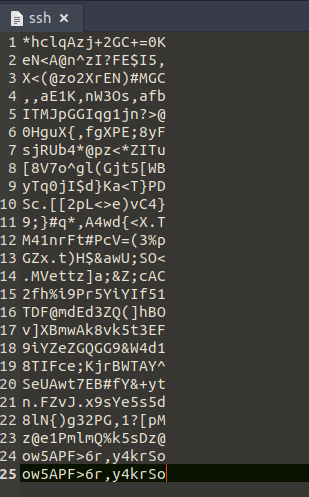 ssh ×
1 *hclqAzj+2GC+=0K
2 eN<A@n^zI?FE$I5,
3 X<(@zo2XrEN)#MGC
4 ,,aE1K,nW3Os,afb
5 ITMJpGGIqg1jn?>@
6 0HguX{,fgXPE;8yF
7 sjRUb4*@pz<*ZITu
8 [8V7o^gl(Gjt5[WB
9 yTq0jI$d}Ka<T}PD
10 Sc.[[2pL<>e)vC4}
11 9;}#q*,A4wd{<X.T
12 M41nrFt#PcV=(3%p
13 GZx.t)H$&awU;SO<
14 .MVettz]a;&Z;cAC
15 2fh%i9Pr5YiYIf51
16 TDF@mdEd3ZQ(]hBO
17 v]XBmwAk8vk5t3EF
18 9iYZeZGQGG9&W4d1
19 8TIFce;KjrBWTAY^
20 SeUAwt7EB#fY&+yt
21 n.FZvJ.x9sYe5s5d
22 8lN{)g32PG,1?[pM
23 z@e1PmlmQ%k5sDz@
24 ow5APF>6r,y4krSo
25 ow5APF>6r,y4krSo